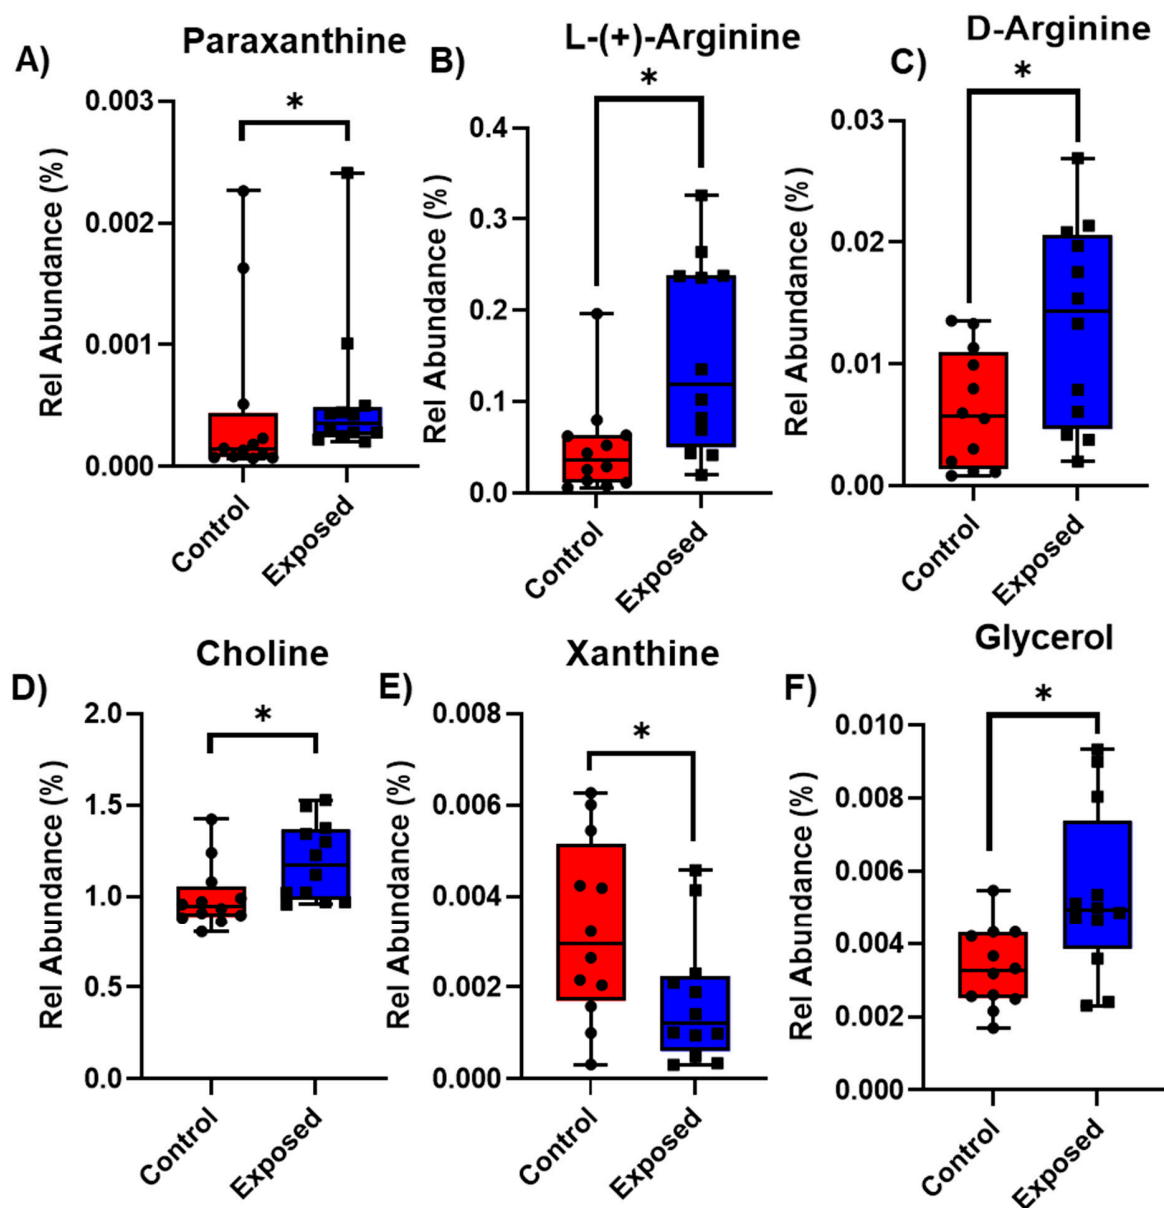 A)
Paraxanthine
*
Rel Abundance (%)
0.003
0.002
0.001
0.000
Control
Exposed
B)
L-(+)-Arginine
*
Rel Abundance (%)
0.4
0.3
0.2
0.1
0.0
Control
Exposed
C)
D-Arginine
*
Rel Abundance (%)
0.03
0.02
0.01
0.00
Control
Exposed
D)
Choline
*
Rel Abundance (%)
2.0
1.5
1.0
0.5
0.0
Control
Exposed
E)
Xanthine
*
Rel Abundance (%)
0.008
0.006
0.004
0.002
0.000
Control
Exposed
F)
Glycerol
*
Rel Abundance (%)
0.010
0.008
0.006
0.004
0.002
0.000
Control
Exposed